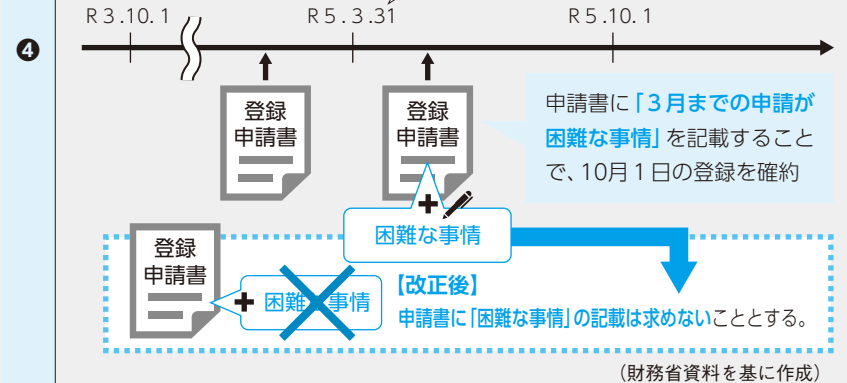 R3.10.1
R5.3.31
R5.10.1
❹
登録
申請書
登録
申請書
申請書に「3月までの申請が
困難な事情」を記載すること
で、10月1日の登録を確約
+
困難な事情
登録
申請書
+ 困難な事情
【改正後】
申請書に「困難な事情」の記載は求めないこととする。
(財務省資料を基に作成)